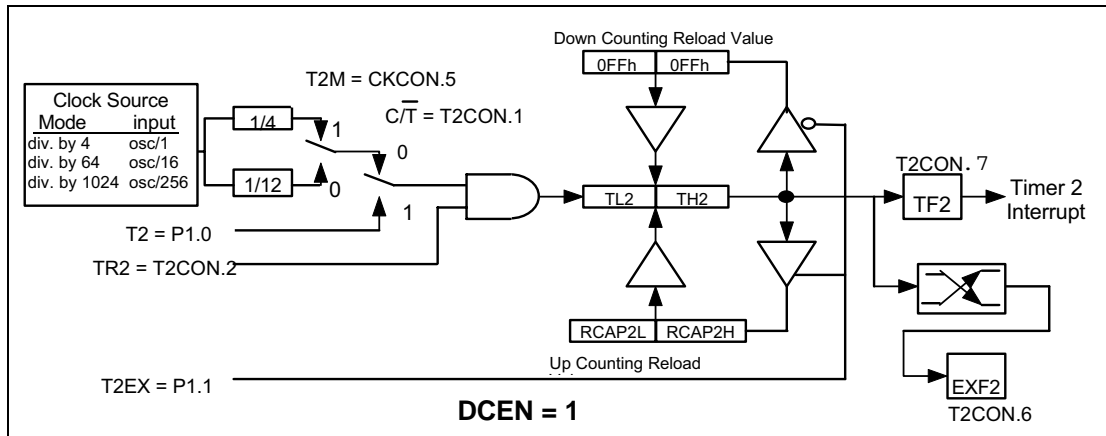 Down Counting Reload Value
0FFh 0FFh
T2M = CKCON.5
C/T = T2CON.1
Clock Source
Mode input
div. by 4 osc/1
div. by 64 osc/16
div. by 1024 osc/256
1/4
1/12
1
0
0
1
T2CON. 7
TL2 TH2
TF2
Timer 2
Interrupt
T2 = P1.0
TR2 = T2CON.2
RCAP2L RCAP2H
Up Counting Reload
T2EX = P1.1
EXF2
DCEN = 1
T2CON.6